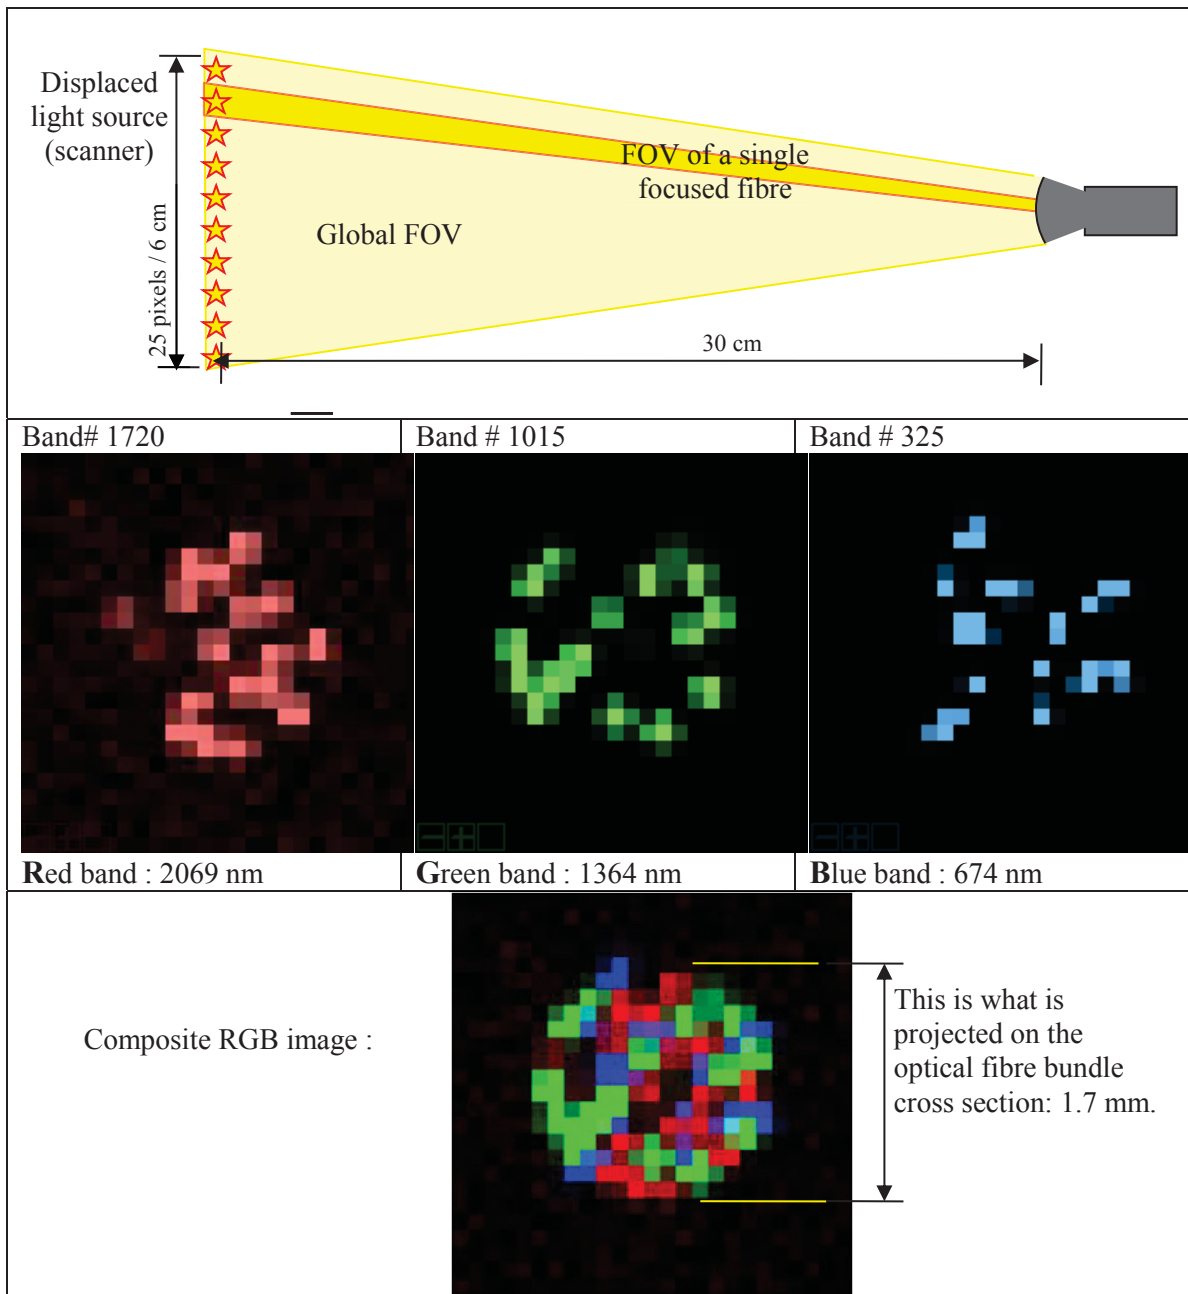 Displaced
light source
(scanner)
25 pixels / 6 cm
FOV of a single
focused fibre
Global FOV
30 cm
Band# 1720
Band # 1015
Band # 325
Red band : 2069 nm
Green band : 1364 nm
Blue band : 674 nm
Composite RGB image :
This is what is
projected on the
optical fibre bundle
cross section: 1.7 mm.